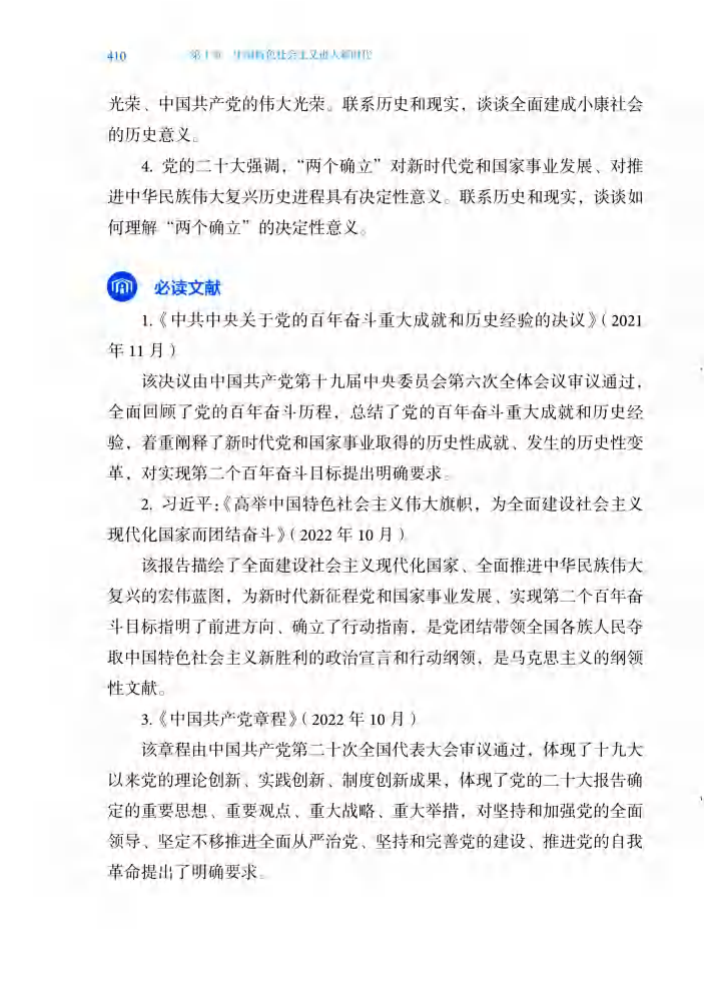 410 第十章 中国特色社会主义进入新时代
光荣、中国共产党的伟大光荣。联系历史和现实，谈谈全面建成小康社会
的历史意义。
4. 党的二十大强调，“两个确立”对新时代党和国家事业发展、对推
进中华民族伟大复兴历史进程具有决定性意义。联系历史和现实，谈谈如
何理解“两个确立”的决定性意义。
必读文献
1.《中共中央关于党的百年奋斗重大成就和历史经验的决议》（2021
年 11 月）
该决议由中国共产党第十九届中央委员会第六次全体会议审议通过，
全面回顾了党的百年奋斗历程，总结了党的百年奋斗重大成就和历史经
验，着重阐释了新时代党和国家事业取得的历史性成就、发生的历史性变
革，对实现第二个百年奋斗目标提出明确要求。
2. 习近平：《高举中国特色社会主义伟大旗帜，为全面建设社会主义
现代化国家而团结奋斗》（2022 年 10 月）
该报告描绘了全面建设社会主义现代化国家、全面推进中华民族伟大
复兴的宏伟蓝图，为新时代新征程党和国家事业发展、实现第二个百年奋
斗目标指明了前进方向、确立了行动指南，是党团结带领全国各族人民夺
取中国特色社会主义新胜利的政治宣言和行动纲领，是马克思主义的纲领
性文献。
3.《中国共产党章程》（2022 年 10 月）
该章程由中国共产党第二十次全国代表大会审议通过，体现了十九大
以来党的理论创新、实践创新、制度创新成果，体现了党的二十大报告确
定的重要思想、重要观点、重大战略、重大举措，对坚持和加强党的全面
领导、坚定不移推进全面从严治党、坚持和完善党的建设、推进党的自我
革命提出了明确要求。